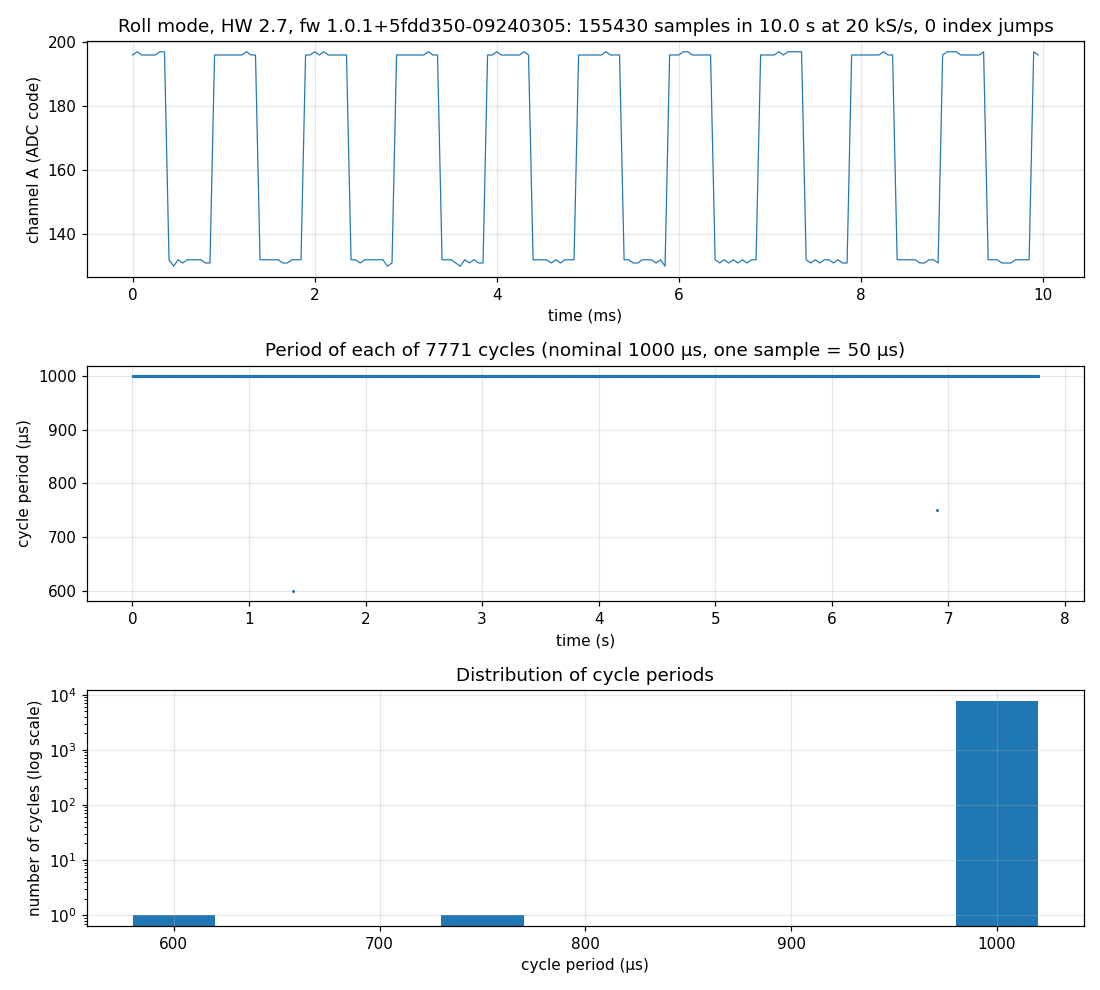 Roll mode, HW 2.7, fw 1.0.1+5fdd350-09240305: 155430 samples in 10.0 s at 20 kS/s, 0 index jumps
200
180
160
140
channel A (ADC code)
0 2 4 6 8 10
time (ms)
Period of each of 7771 cycles (nominal 1000 µs, one sample = 50 µs)
1000
900
800
700
600
cycle period (µs)
0 1 2 3 4 5 6 7 8
time (s)
Distribution of cycle periods
10⁴
10³
10²
10¹
10⁰
number of cycles (log scale)
600 700 800 900 1000
cycle period (µs)